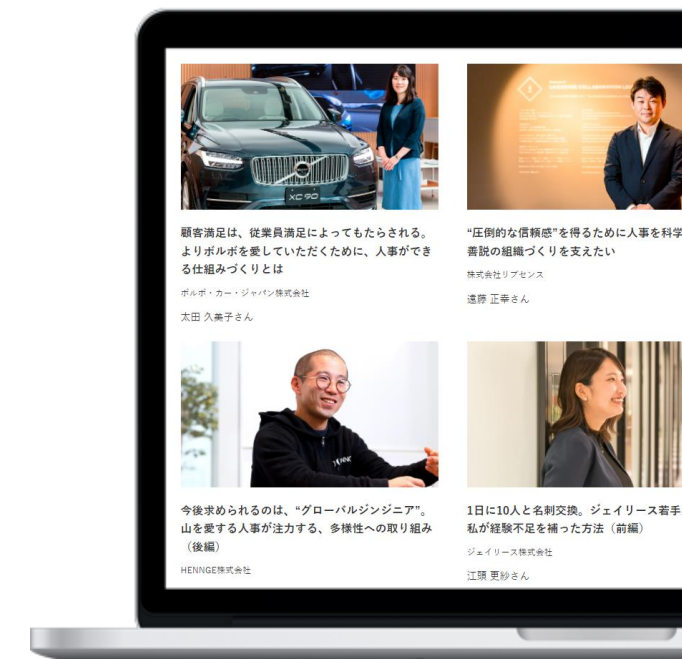 XC90
顧客満足は、従業員満足によってもたらされる。
よりボルボを愛していただくために、人事ができ
る仕組みづくりとは
ボルボ・カー・ジャパン株式会社
太田 久美子さん
“圧倒的な信頼感”を得るために人事を科学
善説の組織づくりを支えたい
株式会社リブセンス
遠藤 正幸さん
今後求められるのは、“グローバルジンジニア”。
山を愛する人事が注力する、多様性への取り組み
（後編）
HENNGE株式会社
1日に10人と名刺交換。ジェイリース若手
私が経験不足を補った方法（前編）
ジェイリース株式会社
江頭 更紗さん